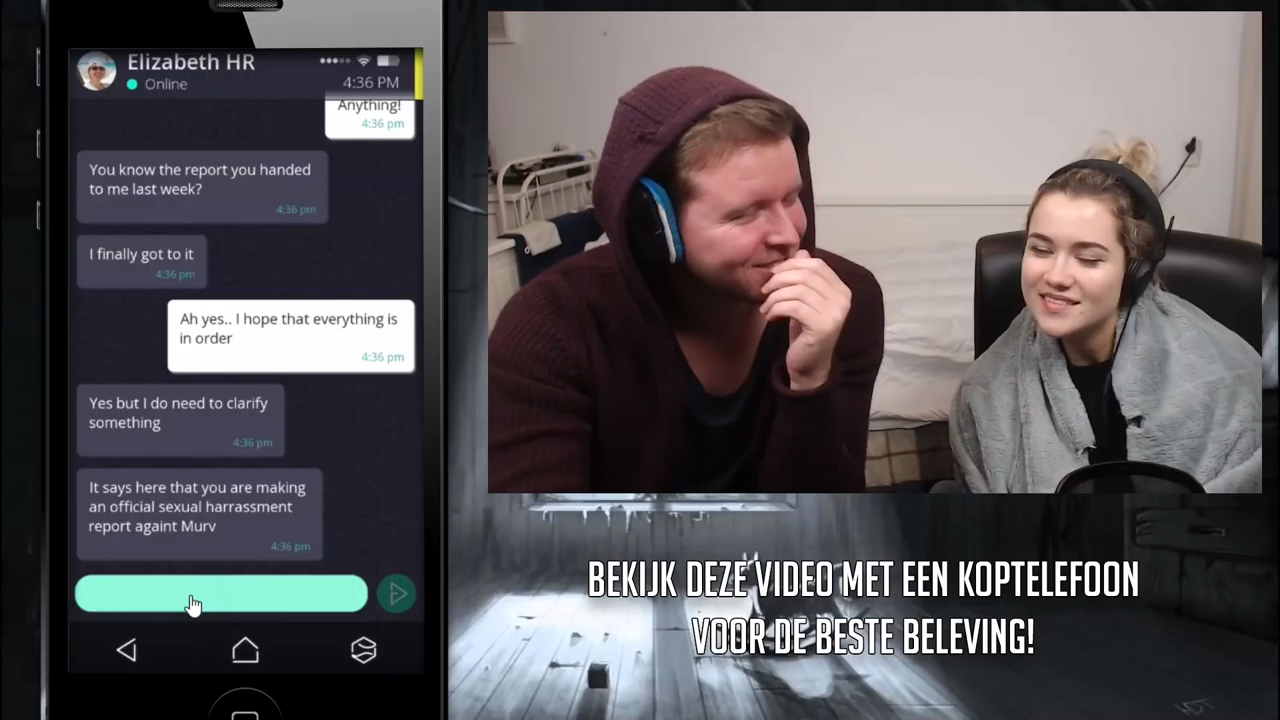 Elizabeth HR
Online
4:36 PM
Anything!
4:36 pm
You know the report you handed
to me last week?
4:36 pm
I finally got to it
4:36 pm
Ah yes.. I hope that everything is
in order
4:36 pm
Yes but I do need to clarify
something
4:36 pm
It says here that you are making
an official sexual harrassment
report againt Murv
4:36 pm
BEKIJK DEZE VIDEO MET EEN KOPTELEFOON
VOOR DE BESTE BELEVING!